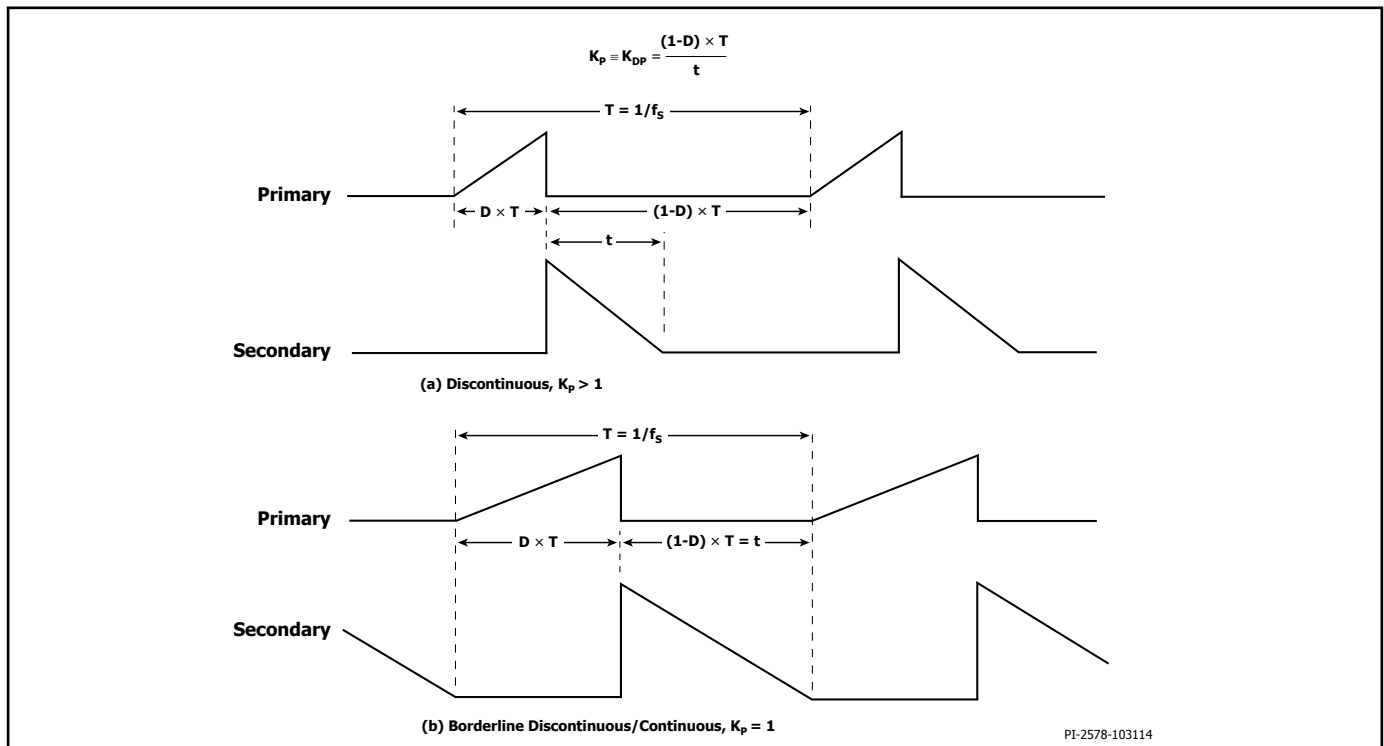 (1-D) × T
K_P ≡ K_DP = 
t
T = 1/f_S
Primary
D × T
(1-D) × T
t
Secondary
(a) Discontinuous, K_P > 1
T = 1/f_S
Primary
D × T
(1-D) × T = t
Secondary
(b) Borderline Discontinuous/Continuous, K_P = 1
PI-2578-103114